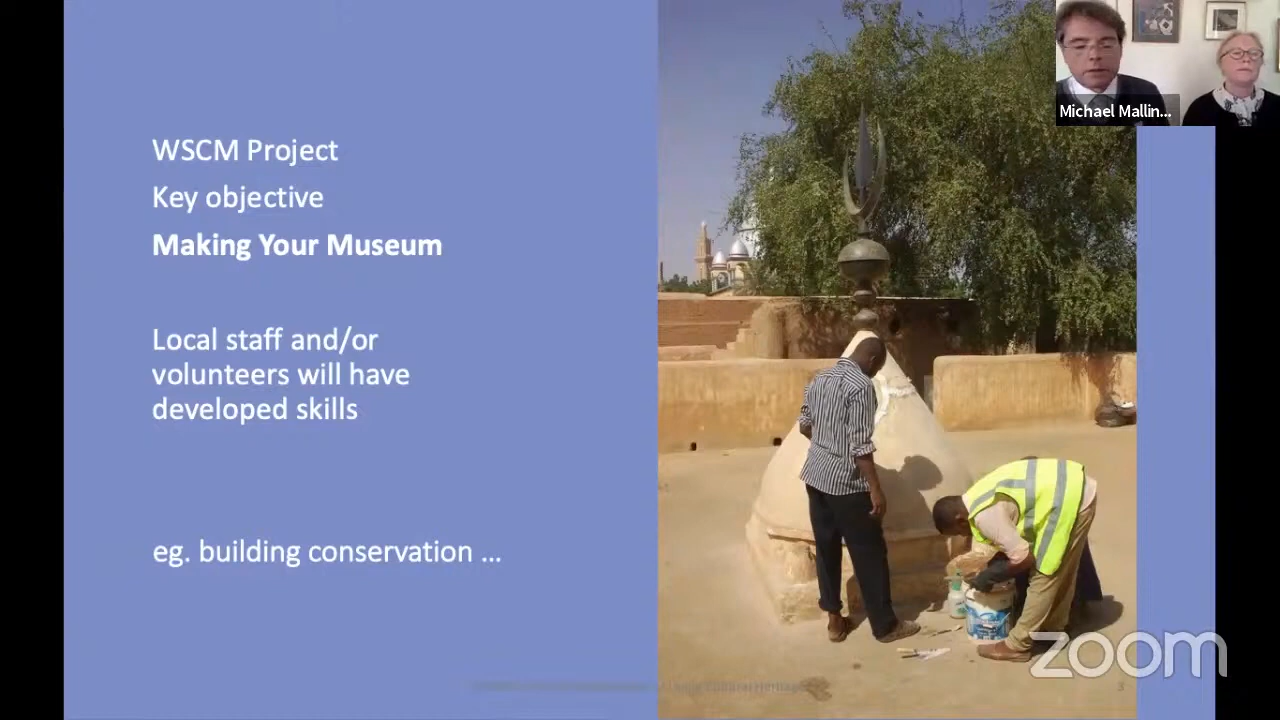 WSCM Project
Key objective
Making Your Museum
Local staff and/or
volunteers will have
developed skills
eg. building conservation ...
Michael Mallin...
3
zoom